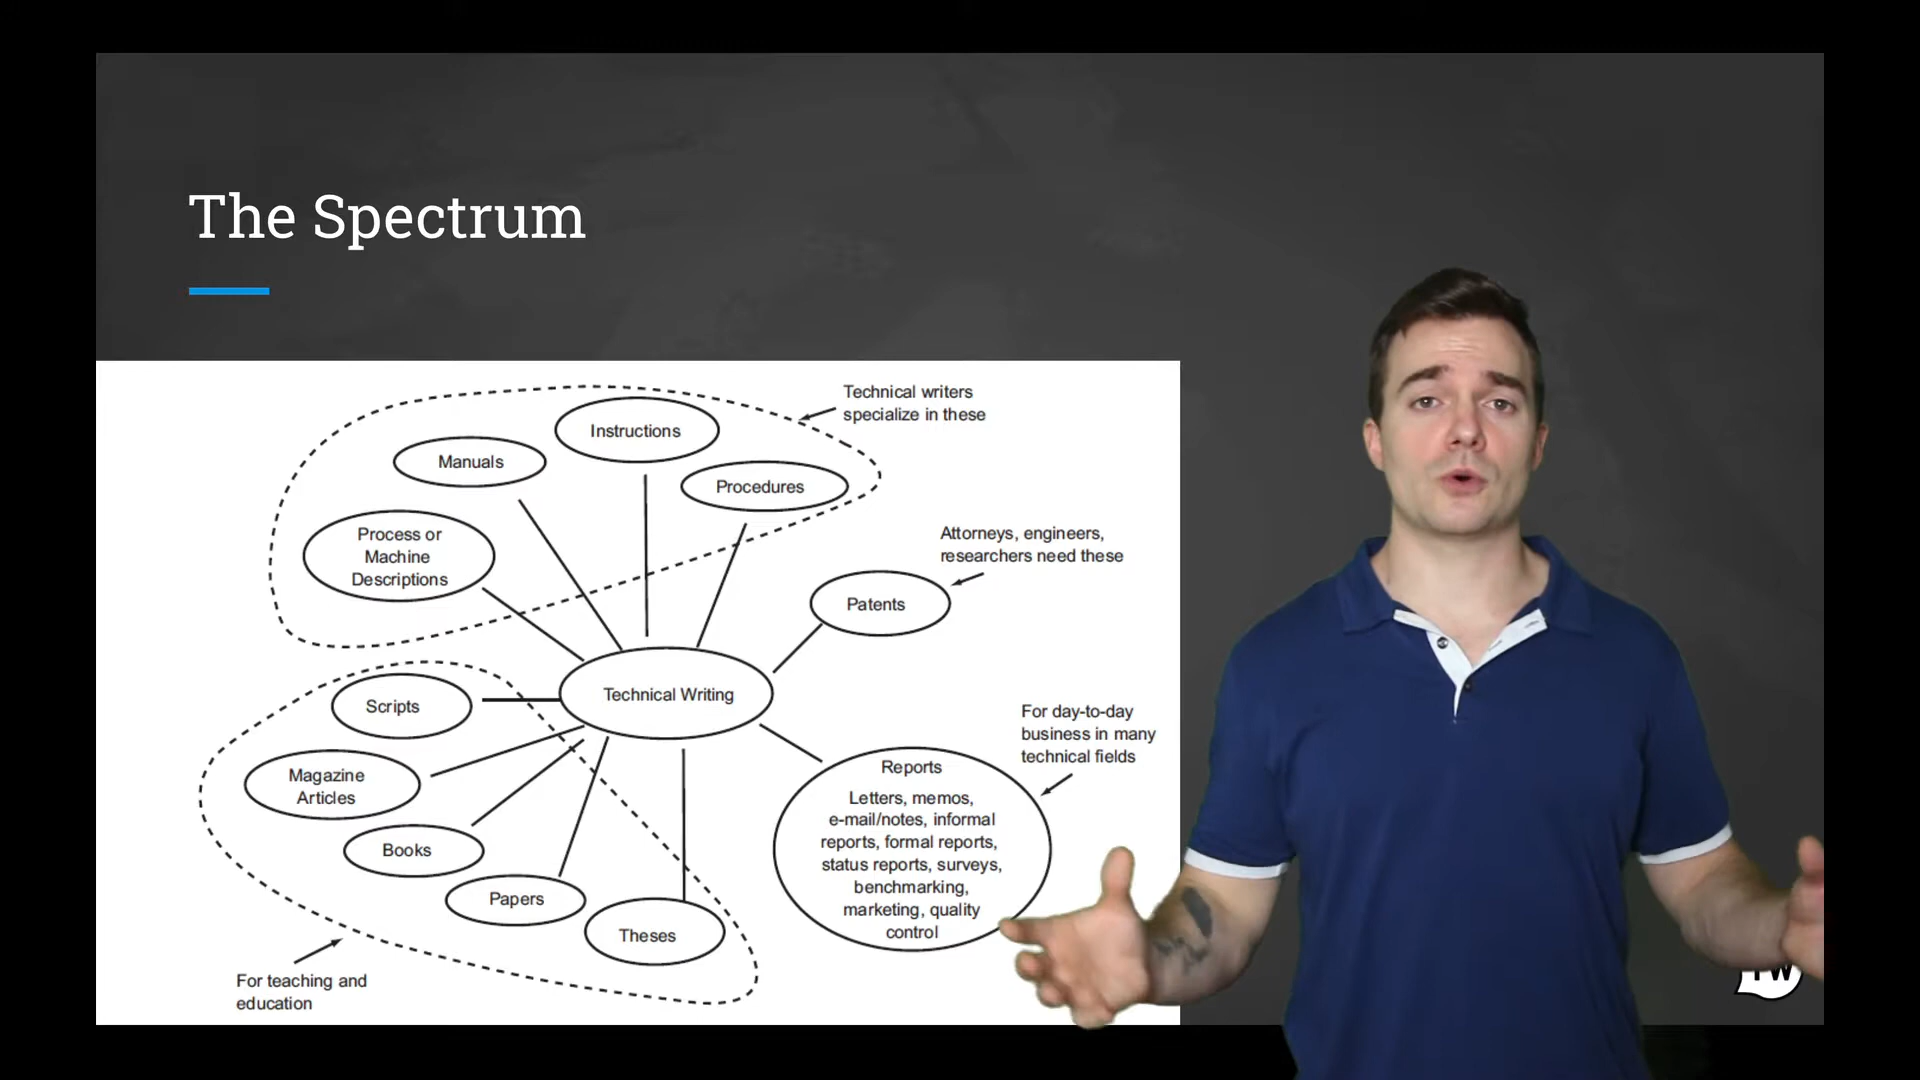 The Spectrum
Technical writers
specialize in these
Instructions
Manuals
Procedures
Process or
Machine
Descriptions
Attorneys, engineers,
researchers need these
Patents
Technical Writing
Scripts
For day-to-day
business in many
technical fields
Magazine
Articles
Reports
Letters, memos,
e-mail/notes, informal
reports, formal reports,
status reports, surveys,
benchmarking,
marketing, quality
control
Books
Papers
Theses
For teaching and
education